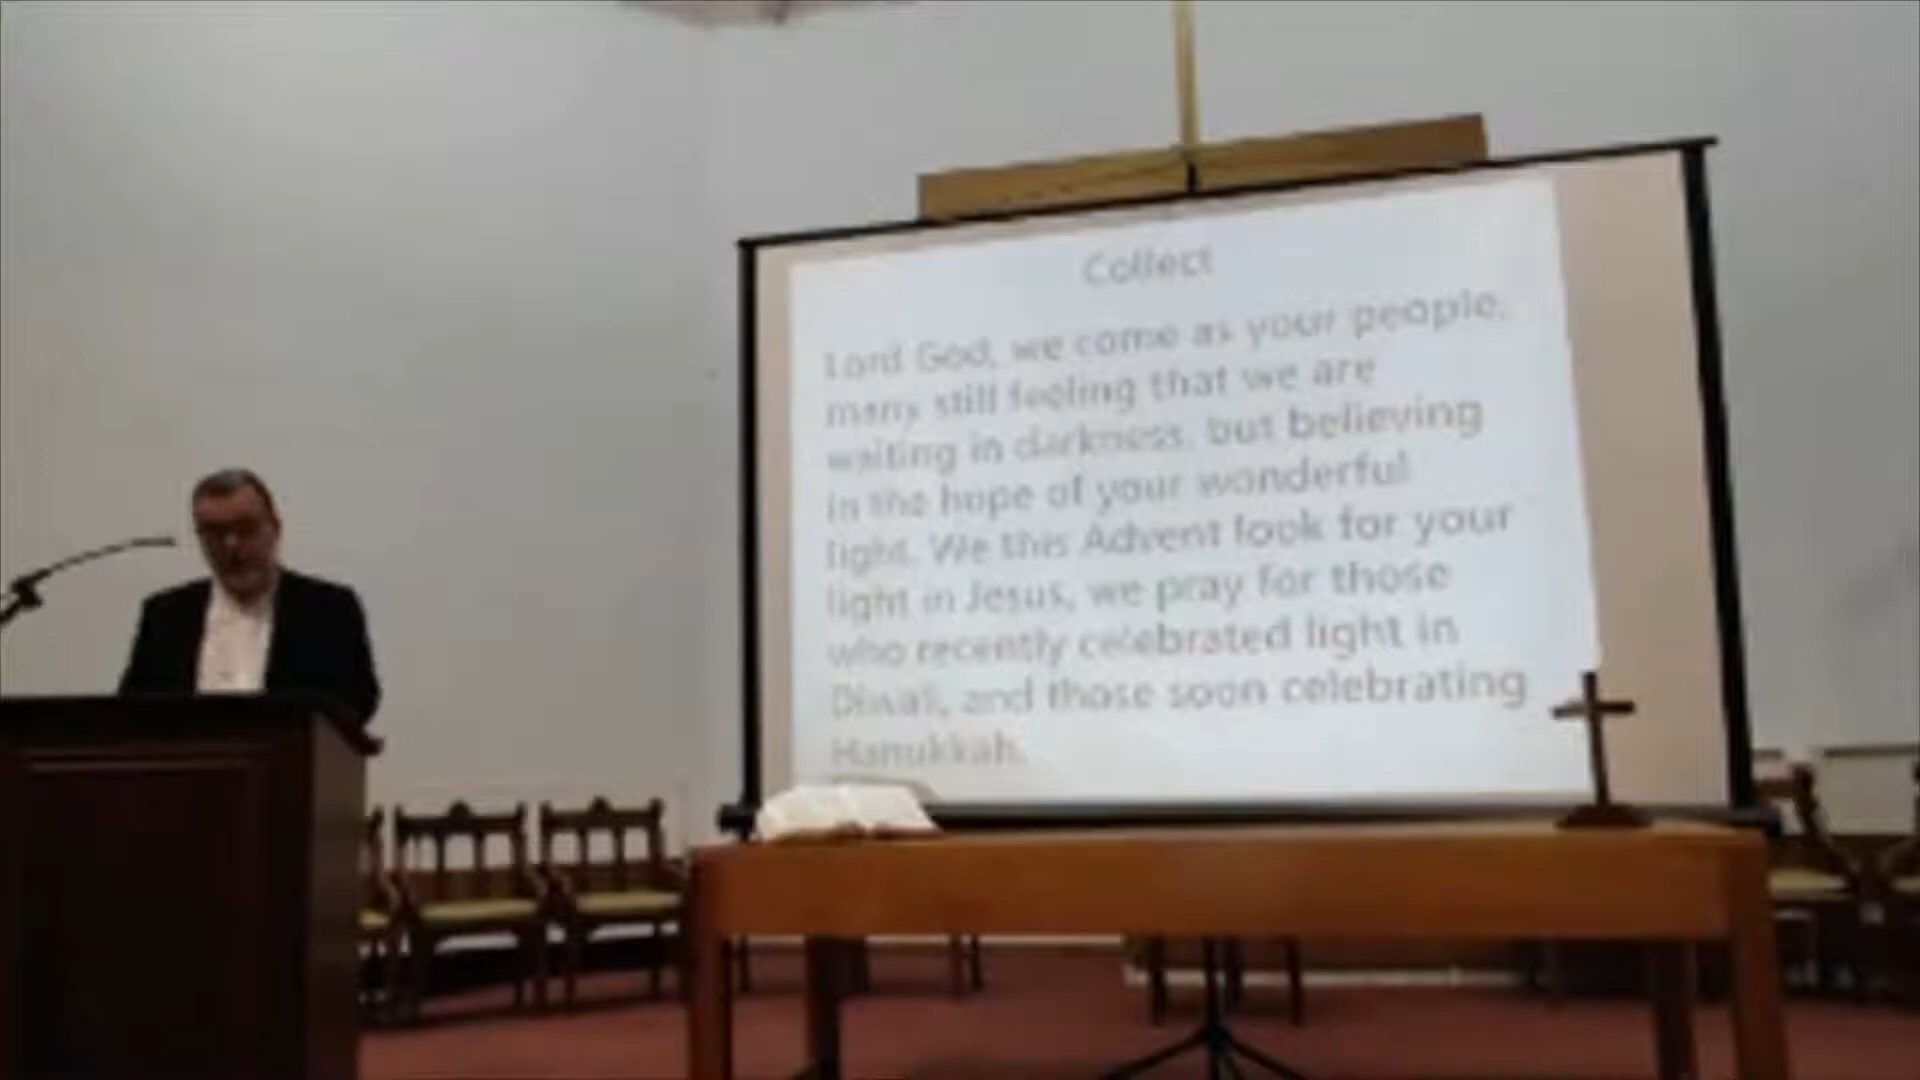 Collect
Lord God, we come as your people,
many still feeling that we are
waiting in darkness, but believing
in the hope of your wonderful
light. We this Advent look for your
light in Jesus, we pray for those
who recently celebrated light in
Diwali, and those soon celebrating
Hanukkah.